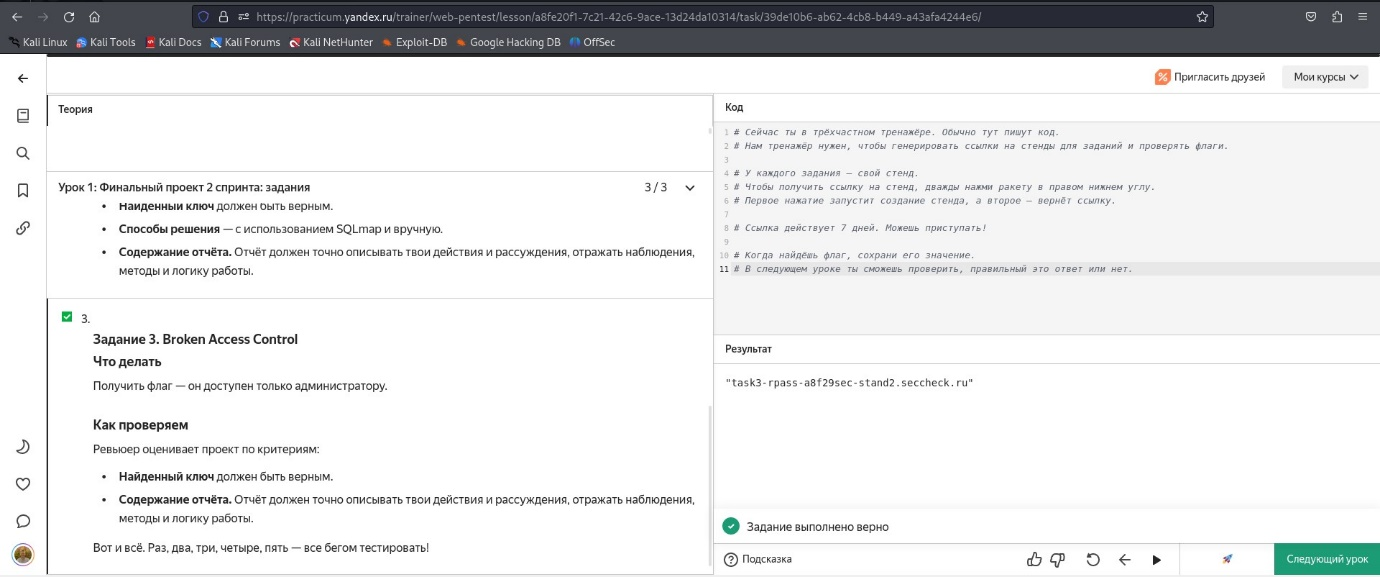 https://practicum.yandex.ru/trainer/web-pentest/lesson/a8fe20f1-7c21-42c6-9ace-13d24da10314/task/39de10b6-ab62-4cb8-b449-a43afa4244e6/
Kali Linux Kali Tools Kali Docs Kali Forums Kali NetHunter Exploit-DB Google Hacking DB OffSec
Пригласить друзей Мои курсы
Теория
Урок 1: Финальный проект 2 спринта: задания 3 / 3
• Найденный ключ должен быть верным.
• Способы решения — с использованием SQLmap и вручную.
• Содержание отчёта. Отчёт должен точно описывать твои действия и рассуждения, отражать наблюдения,
методы и логику работы.
3.
Задание 3. Broken Access Control
Что делать
Получить флаг — он доступен только администратору.
Как проверяем
Ревьюер оценивает проект по критериям:
• Найденный ключ должен быть верным.
• Содержание отчёта. Отчёт должен точно описывать твои действия и рассуждения, отражать наблюдения,
методы и логику работы.
Вот и всё. Раз, два, три, четыре, пять — все бегом тестировать!
Код
1 # Сейчас ты в трёхчастном тренажёре. Обычно тут пишут код.
2 # Нам тренажёр нужен, чтобы генерировать ссылки на стенды для заданий и проверять флаги.
3
4 # У каждого задания — свой стенд.
5 # Чтобы получить ссылку на стенд, дважды нажми ракету в правом нижнем углу.
6 # Первое нажатие запустит создание стенда, а второе — вернёт ссылку.
7
8 # Ссылка действует 7 дней. Можешь приступать!
9
10 # Когда найдёшь флаг, сохрани его значение.
11 # В следующем уроке ты сможешь проверить, правильный это ответ или нет.
Результат
"task3-rpass-a8f29sec-stand2.seccheck.ru"
Задание выполнено верно
Подсказка
Следующий урок